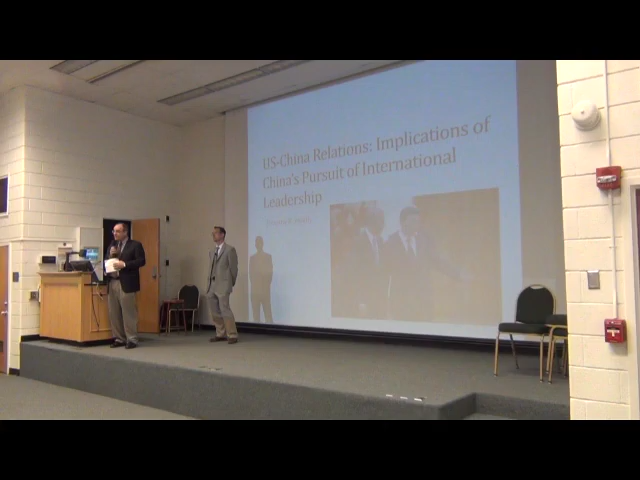 US-China Relations: Implications of
China's Pursuit of International
Leadership